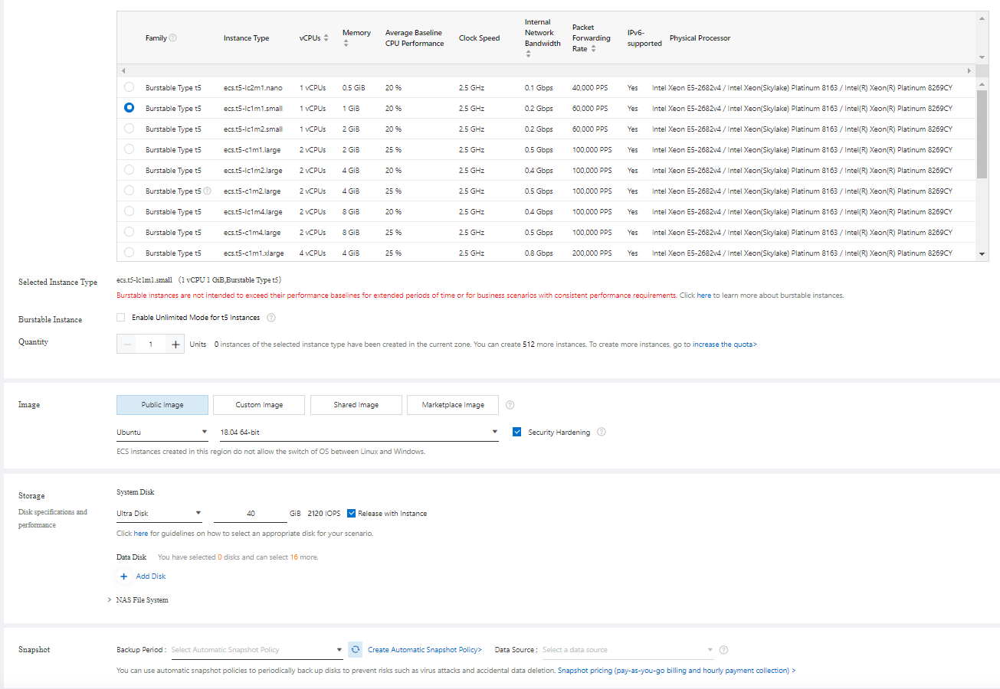 Family Instance Type vCPUs Memory Average Baseline CPU Performance Clock Speed Internal Network Bandwidth Packet Forwarding Rate IPv6-supported Physical Processor
Burstable Type t5 ecs.t5-lc2m1.nano 1 vCPUs 0.5 GiB 20 % 2.5 GHz 0.1 Gbps 40,000 PPS Yes Intel Xeon E5-2682v4 / Intel Xeon(Skylake) Platinum 8163 / Intel(R) Xeon(R) Platinum 8269CY
Burstable Type t5 ecs.t5-lc1m1.small 1 vCPUs 1 GiB 20 % 2.5 GHz 0.2 Gbps 60,000 PPS Yes Intel Xeon E5-2682v4 / Intel Xeon(Skylake) Platinum 8163 / Intel(R) Xeon(R) Platinum 8269CY
Burstable Type t5 ecs.t5-lc1m2.small 1 vCPUs 2 GiB 20 % 2.5 GHz 0.2 Gbps 60,000 PPS Yes Intel Xeon E5-2682v4 / Intel Xeon(Skylake) Platinum 8163 / Intel(R) Xeon(R) Platinum 8269CY
Burstable Type t5 ecs.t5-c1m1.large 2 vCPUs 2 GiB 25 % 2.5 GHz 0.5 Gbps 100,000 PPS Yes Intel Xeon E5-2682v4 / Intel Xeon(Skylake) Platinum 8163 / Intel(R) Xeon(R) Platinum 8269CY
Burstable Type t5 ecs.t5-lc1m2.large 2 vCPUs 4 GiB 20 % 2.5 GHz 0.4 Gbps 100,000 PPS Yes Intel Xeon E5-2682v4 / Intel Xeon(Skylake) Platinum 8163 / Intel(R) Xeon(R) Platinum 8269CY
Burstable Type t5 ecs.t5-c1m2.large 2 vCPUs 4 GiB 25 % 2.5 GHz 0.5 Gbps 100,000 PPS Yes Intel Xeon E5-2682v4 / Intel Xeon(Skylake) Platinum 8163 / Intel(R) Xeon(R) Platinum 8269CY
Burstable Type t5 ecs.t5-lc1m4.large 2 vCPUs 8 GiB 20 % 2.5 GHz 0.4 Gbps 100,000 PPS Yes Intel Xeon E5-2682v4 / Intel Xeon(Skylake) Platinum 8163 / Intel(R) Xeon(R) Platinum 8269CY
Burstable Type t5 ecs.t5-c1m4.large 2 vCPUs 8 GiB 25 % 2.5 GHz 0.5 Gbps 100,000 PPS Yes Intel Xeon E5-2682v4 / Intel Xeon(Skylake) Platinum 8163 / Intel(R) Xeon(R) Platinum 8269CY
Burstable Type t5 ecs.t5-c1m1.xlarge 4 vCPUs 4 GiB 25 % 2.5 GHz 0.8 Gbps 200,000 PPS Yes Intel Xeon E5-2682v4 / Intel Xeon(Skylake) Platinum 8163 / Intel(R) Xeon(R) Platinum 8269CY
Selected Instance Type ecs.t5-lc1m1.small （1 vCPU 1 GiB,Burstable Type t5）
Burstable instances are not intended to exceed their performance baselines for extended periods of time or for business scenarios with consistent performance requirements. Click here to learn more about burstable instances.
Burstable Instance Enable Unlimited Mode for t5 Instances
Quantity 1 Units 0 instances of the selected instance type have been created in the current zone. You can create 512 more instances. To create more instances, go to increase the quota>
Image Public Image Custom Image Shared Image Marketplace Image
Ubuntu 18.04 64-bit Security Hardening
ECS instances created in this region do not allow the switch of OS between Linux and Windows.
Storage System Disk
Disk specifications and performance
Ultra Disk 40 GiB 2120 IOPS Release with Instance
Click here for guidelines on how to select an appropriate disk for your scenario.
Data Disk You have selected 0 disks and can select 16 more.
+ Add Disk
> NAS File System
Snapshot Backup Period : Select Automatic Snapshot Policy Create Automatic Snapshot Policy> Data Source : Select a data source
You can use automatic snapshot policies to periodically back up disks to prevent risks such as virus attacks and accidental data deletion. Snapshot pricing (pay-as-you-go billing and hourly payment collection) >